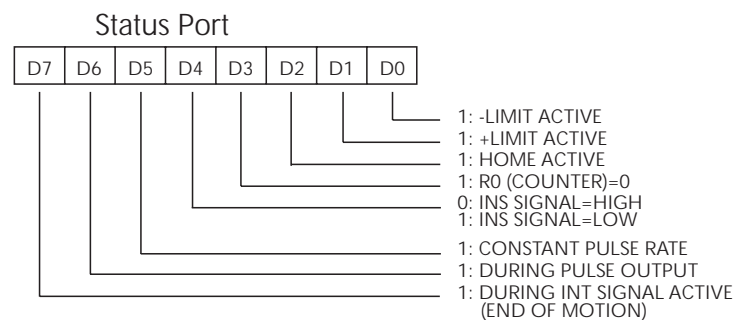 Status Port
D7 D6 D5 D4 D3 D2 D1 D0
1: -LIMIT ACTIVE
1: +LIMIT ACTIVE
1: HOME ACTIVE
1: R0 (COUNTER)=0
0: INS SIGNAL=HIGH
1: INS SIGNAL=LOW
1: CONSTANT PULSE RATE
1: DURING PULSE OUTPUT
1: DURING INT SIGNAL ACTIVE
(END OF MOTION)